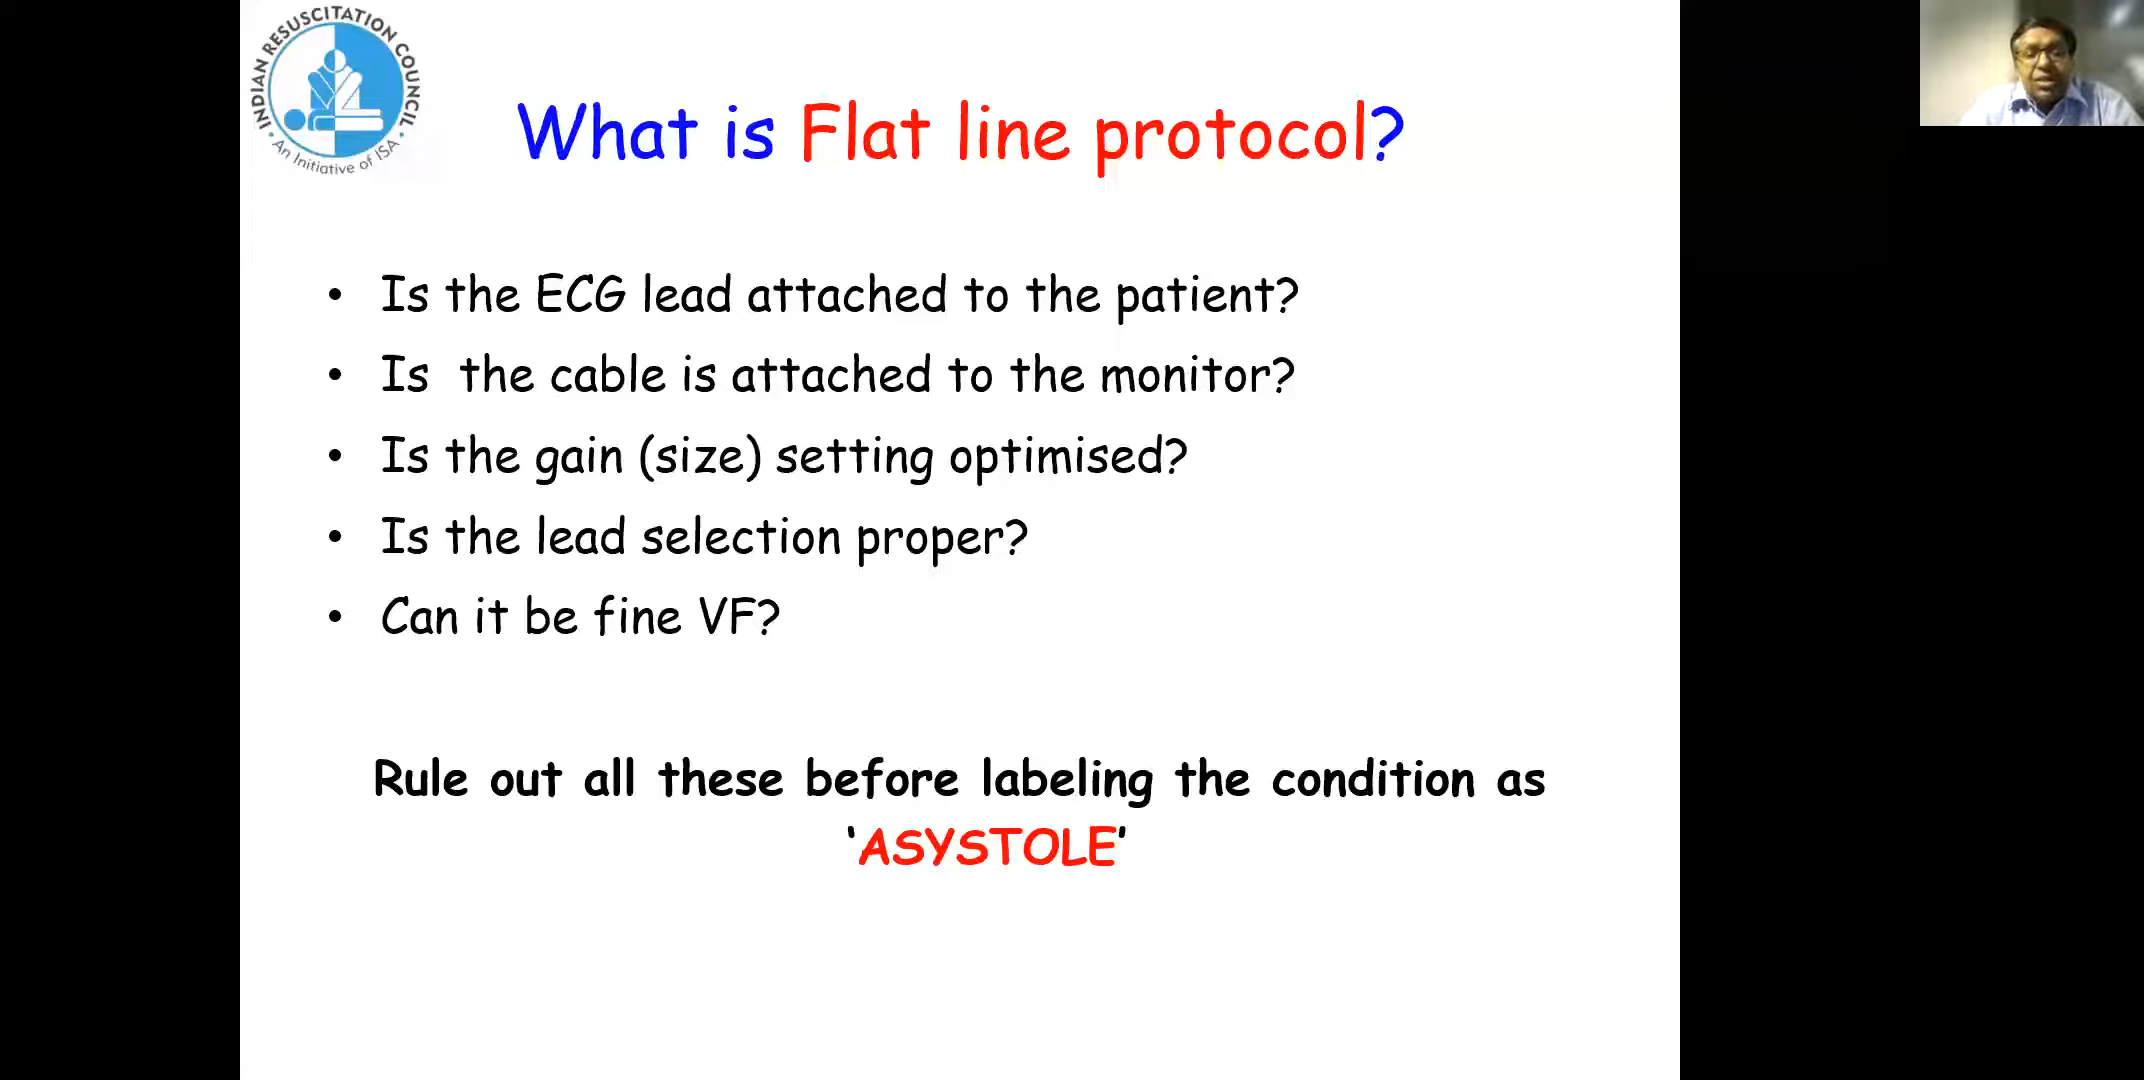 INDIAN RESUSCITATION COUNCIL
An Initiative of ISA
What is Flat line protocol?
• Is the ECG lead attached to the patient?
• Is the cable is attached to the monitor?
• Is the gain (size) setting optimised?
• Is the lead selection proper?
• Can it be fine VF?
Rule out all these before labeling the condition as
‘ASYSTOLE’